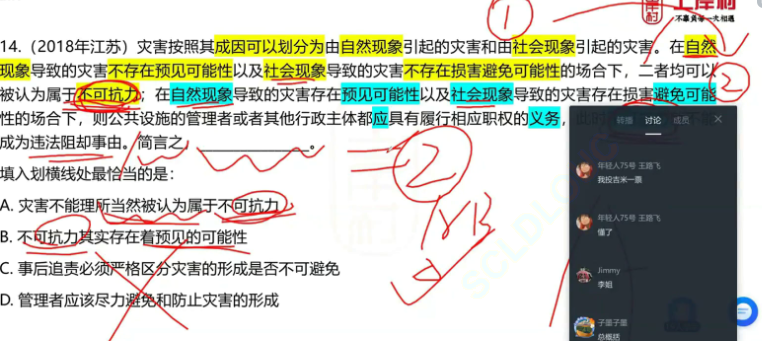 上岸村
不靠负每一次相遇
①
14.（2018年江苏）灾害按照其成因可以划分为由自然现象引起的灾害和由社会现象引起的灾害。在自然
现象导致的灾害不存在预见可能性以及社会现象导致的灾害不存在损害避免可能性的场合下，二者均可以
②
被认为属于不可抗力；在自然现象导致的灾害存在预见可能性以及社会现象导致的灾害存在损害避免可能
性的场合下，则公共设施的管理者或者其他行政主体都应具有履行相应职权的义务，
成为违法阻却事由。简言之，____________。
②
填入划横线处最恰当的是：
A. 灾害不能理所当然被认为属于不可抗力
B. 不可抗力其实存在着预见的可能性
C. 事后追责必须严格区分灾害的形成是否不可避免
D. 管理者应该尽力避免和防止灾害的形成
转播 讨论 成员
年轻人75号 王路飞
我投吉米一票
年轻人75号 王路飞
懂了
Jimmy
李姐
子墨子墨
总概括